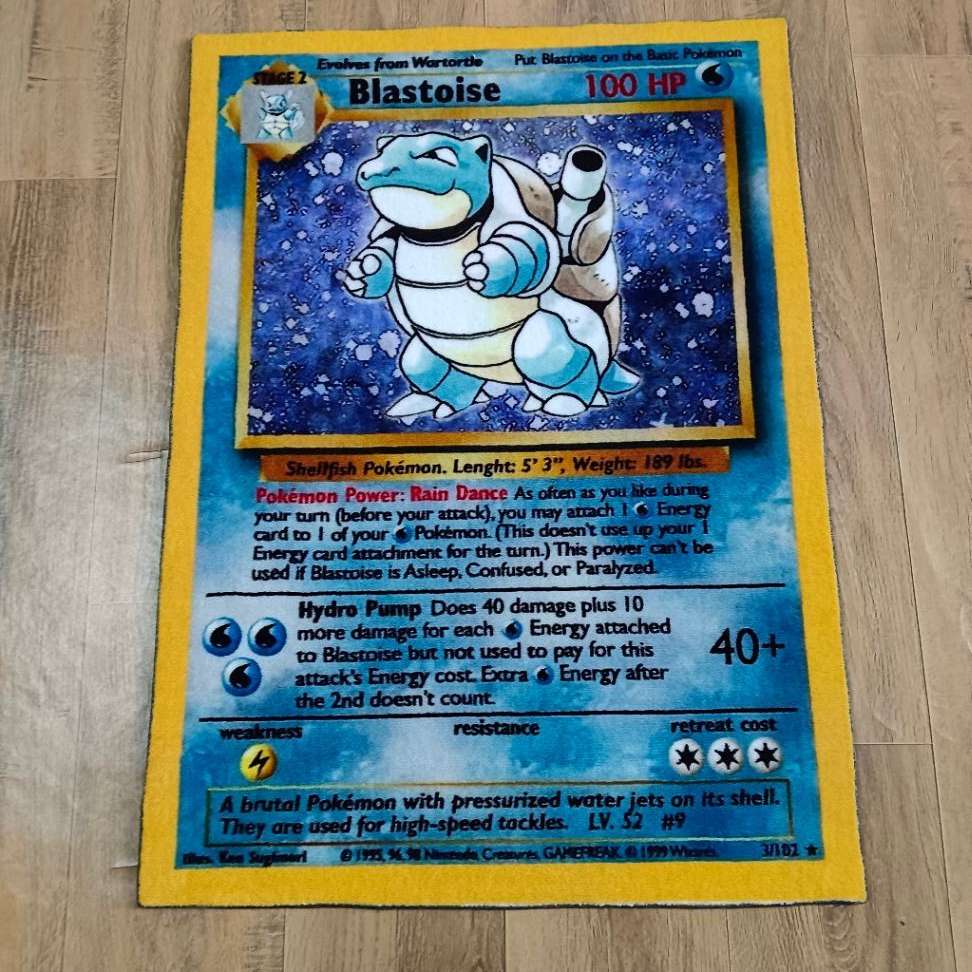 Evolves from Wartortle Put Blastoise on the Basic Pokémon
STAGE 2
Blastoise 100 HP
Shellfish Pokémon. Lenght: 5' 3", Weight: 189 lbs.
Pokémon Power: Rain Dance As often as you like during
your turn (before your attack), you may attach 1 Energy
card to 1 of your Pokémon. (This doesn't use up your 1
Energy card attachment for the turn.) This power can't be
used if Blastoise is Asleep, Confused, or Paralyzed.
Hydro Pump Does 40 damage plus 10
more damage for each Energy attached
to Blastoise but not used to pay for this
attack's Energy cost. Extra Energy after
the 2nd doesn't count.
40+
weakness resistance retreat cost
A brutal Pokémon with pressurized water jets on its shell.
They are used for high-speed tackles. LV. 52 #9
Illus. Ken Sugimori © 1995, 96, 98 Nintendo, Creatures, GAMEFREAK. © 1999 Wizards. 3/102